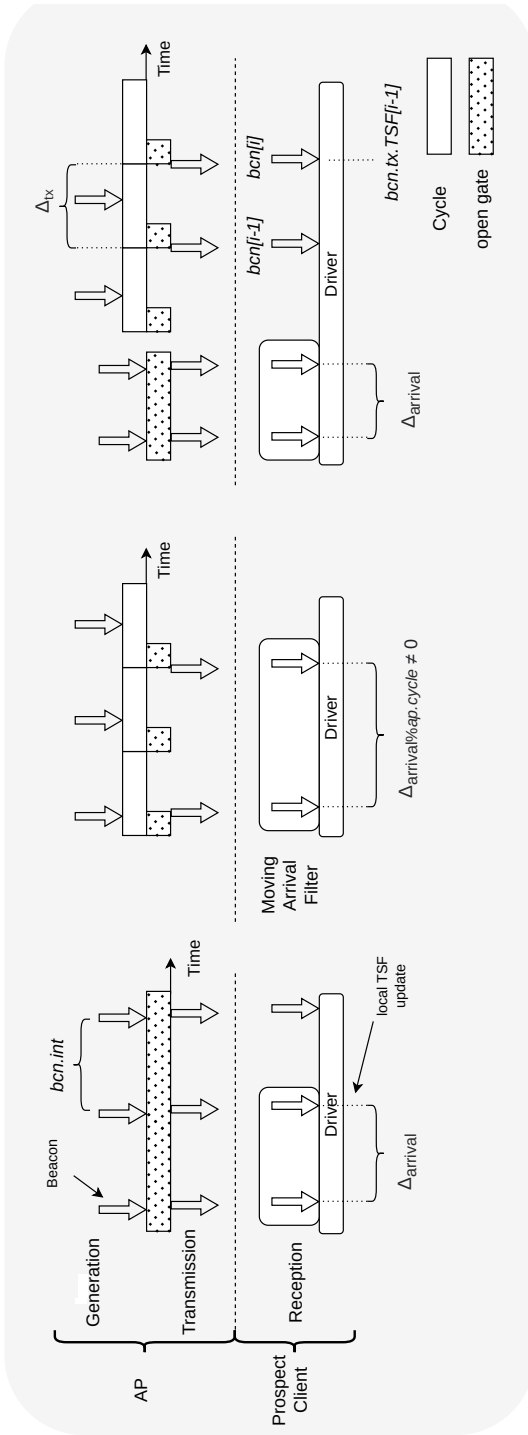 AP
Prospect
Client
Generation
Transmission
Reception
Beacon
bcn.int
Time
Driver
Δarrival
local TSF
update
Moving
Arrival
Filter
Time
Driver
Δarrival%ap.cycle ≠ 0
Δtx
Time
bcn[i-1]
bcn[i]
Driver
Δarrival
bcn.tx.TSF[i-1]
Cycle
open gate